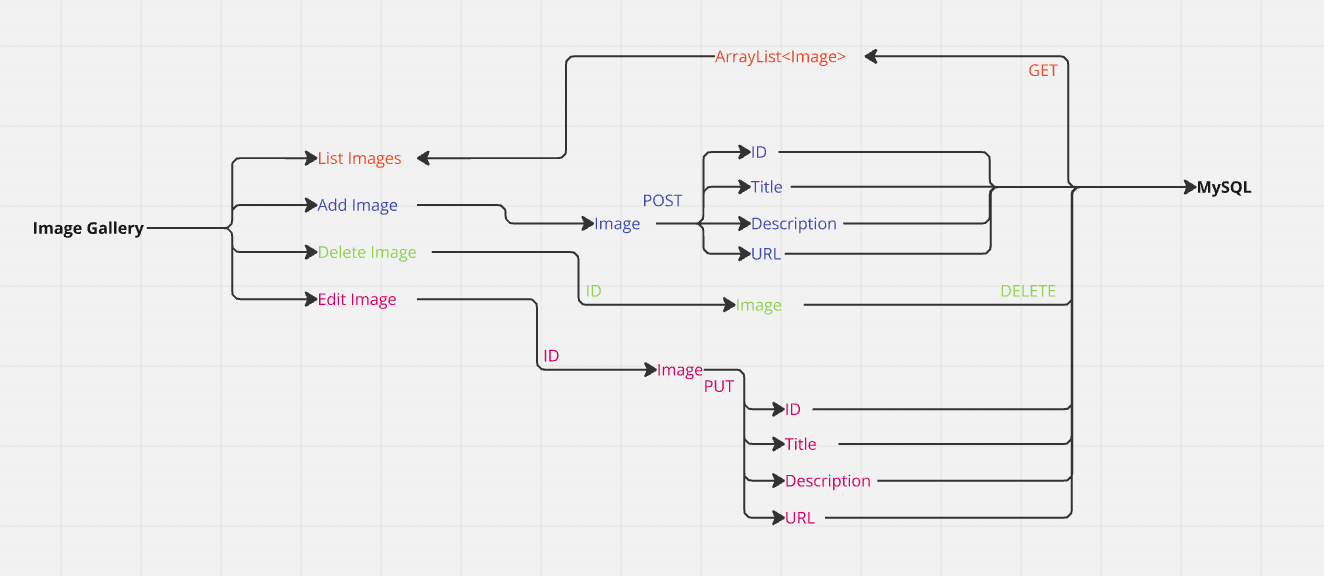 ArrayList<Image>
GET
List Images
Add Image
Image Gallery
Delete Image
Edit Image
POST
Image
ID
Title
Description
URL
MySQL
ID
Image
DELETE
ID
Image
PUT
ID
Title
Description
URL